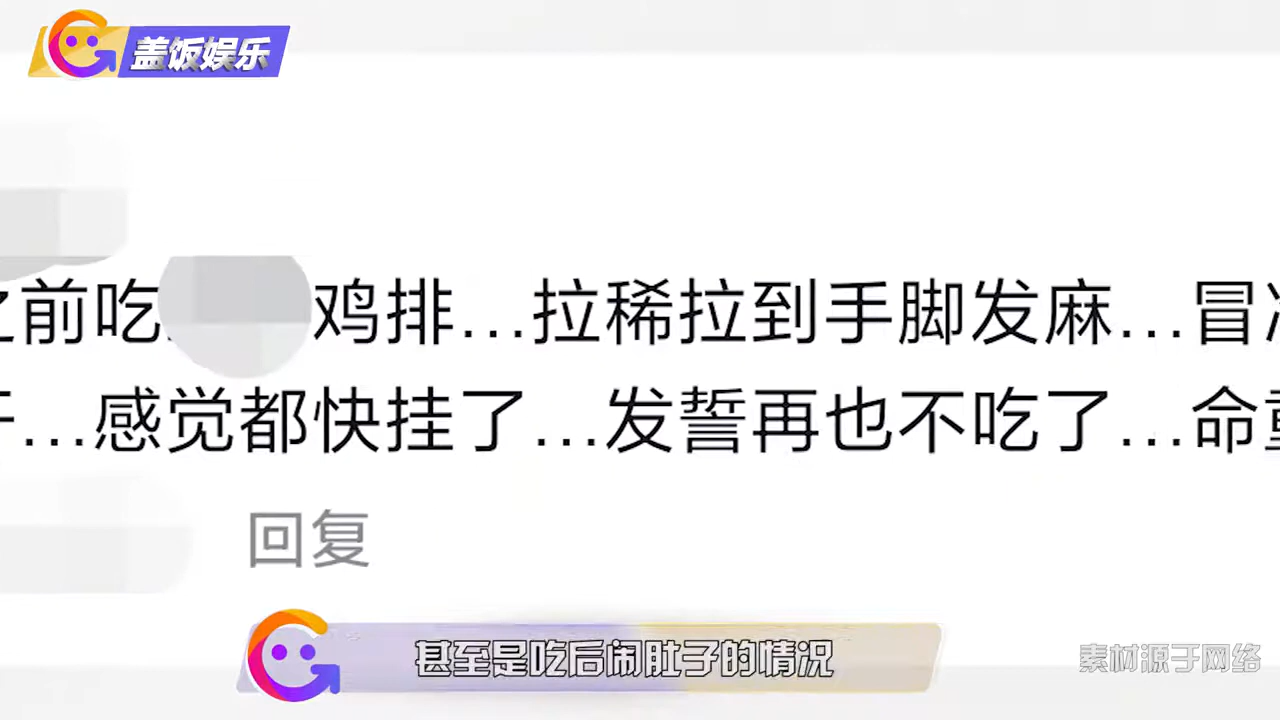 盖饭娱乐
前吃 鸡排...拉稀拉到手脚发麻...冒
...感觉都快挂了...发誓再也不吃了...命
回复
甚至是吃后闹肚子的情况
素材源于网络